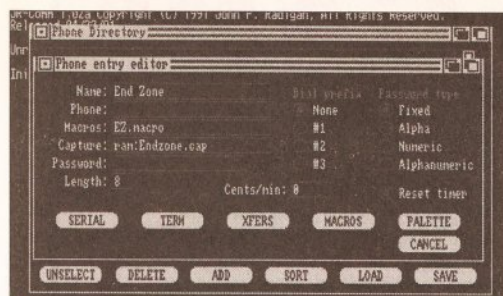 1.02a Copyright (C) 1991 John P. Radigan, All Rights Reserved.
Phone Directory
Phone entry editor
Name: End Zone
Dial prefix
Password type
Phone:
None
Fixed
Macros: EZ.macro
#1
Alpha
Capture: ram:Endzone.cap
#2
Numeric
Password:
#3
Alphanumeric
Length: 8
Cents/min: 0
Reset timer
SERIAL
TERM
XFERS
MACROS
PALETTE
CANCEL
UNSELECT
DELETE
ADD
SORT
LOAD
SAVE